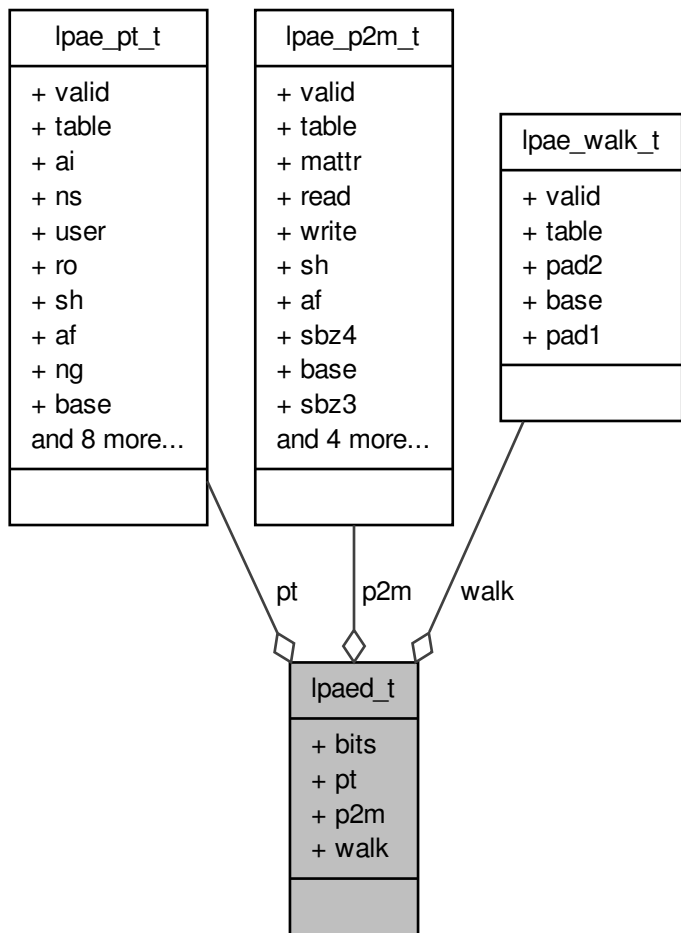 lpae_pt_t
+ valid
+ table
+ ai
+ ns
+ user
+ ro
+ sh
+ af
+ ng
+ base
and 8 more...
lpae_p2m_t
+ valid
+ table
+ mattr
+ read
+ write
+ sh
+ af
+ sbz4
+ base
+ sbz3
and 4 more...
lpae_walk_t
+ valid
+ table
+ pad2
+ base
+ pad1
pt
p2m
walk
lpaed_t
+ bits
+ pt
+ p2m
+ walk